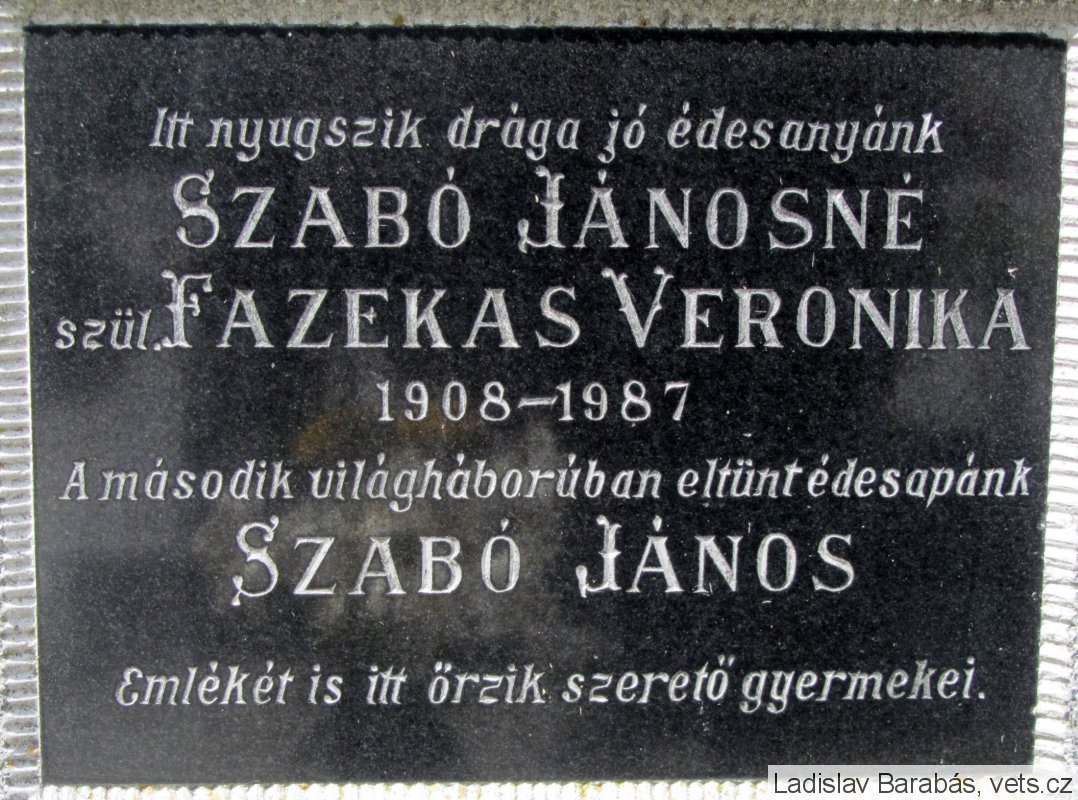 Itt nyugszik drága jó édesanyánk
SZABÓ JÁNOSNÉ
szül. FAZEKAS VERONIKA
1908-1987
A második világháborúban eltünt édesapánk
SZABÓ JÁNOS
Emlékét is itt őrzik szerető gyermekei.
Ladislav Barabás, vets.cz